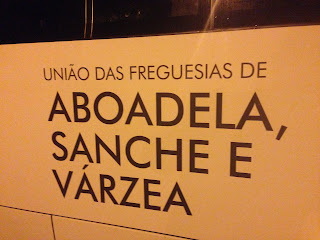 UNIÃO DAS FREGUESIAS DE
ABOADELA,
SANCHE E
VÁRZEA